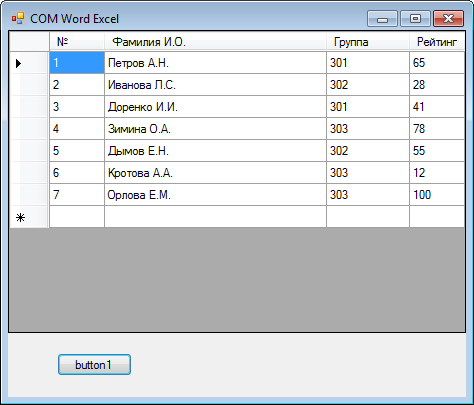 COM Word Excel
№ Фамилия И.О. Группа Рейтинг
1 Петров А.Н. 301 65
2 Иванова Л.С. 302 28
3 Доренко И.И. 301 41
4 Зимина О.А. 303 78
5 Дымов Е.Н. 302 55
6 Кротова А.А. 303 12
7 Орлова Е.М. 303 100
button1